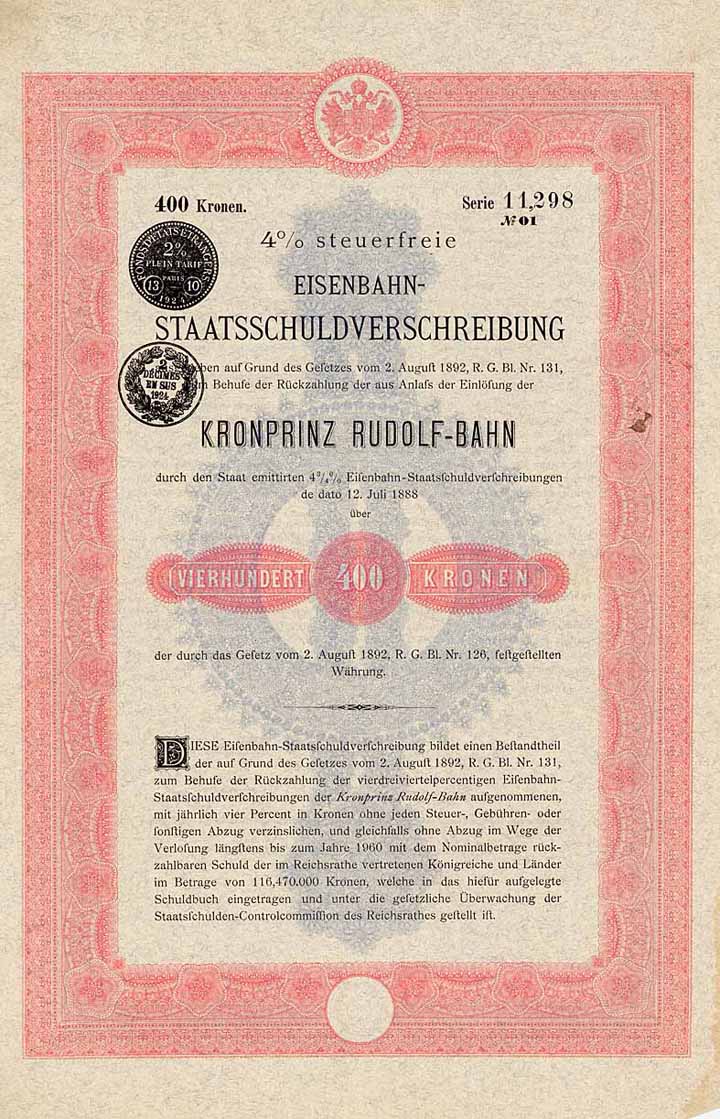 400 Kronen.
Serie 11,298
№ 01
4% steuerfreie
FONDS D'ETATS ETRANGERS
2%
PLEIN TARIF
PARIS
13 10
1924
EISENBAHN-
STAATSSCHULDVERSCHREIBUNG
2
DÉCIMES
EN SUS
1924
ben auf Grund des Geſetzes vom 2. Auguſt 1892, R. G. Bl. Nr. 131,
Behufe der Rückzahlung der aus Anlaſs der Einlöſung der
KRONPRINZ RUDOLF-BAHN
durch den Staat emittirten 4¾% Eiſenbahn-Staatsſchuldverſchreibungen
de dato 12. Juli 1888
über
VIERHUNDERT 400 KRONEN
der durch das Geſetz vom 2. Auguſt 1892, R. G. Bl. Nr. 126, feſtgeſtellten
Währung.
DIESE Eiſenbahn-Staatsſchuldverſchreibung bildet einen Beſtandtheil
der auf Grund des Geſetzes vom 2. Auguſt 1892, R. G. Bl. Nr. 131,
zum Behufe der Rückzahlung der vierdreiviertelpercentigen Eiſenbahn-
Staatsſchuldverſchreibungen der Kronprinz Rudolf-Bahn aufgenommenen,
mit jährlich vier Percent in Kronen ohne jeden Steuer-, Gebühren- oder
ſonſtigen Abzug verzinslichen, und gleichfalls ohne Abzug im Wege der
Verloſung längſtens bis zum Jahre 1960 mit dem Nominalbetrage rück-
zahlbaren Schuld der im Reichsrathe vertretenen Königreiche und Länder
im Betrage von 116,470.000 Kronen, welche in das hiefür aufgelegte
Schuldbuch eingetragen und unter die geſetzliche Überwachung der
Staatsſchulden-Controlcommiſſion des Reichsrathes geſtellt iſt.